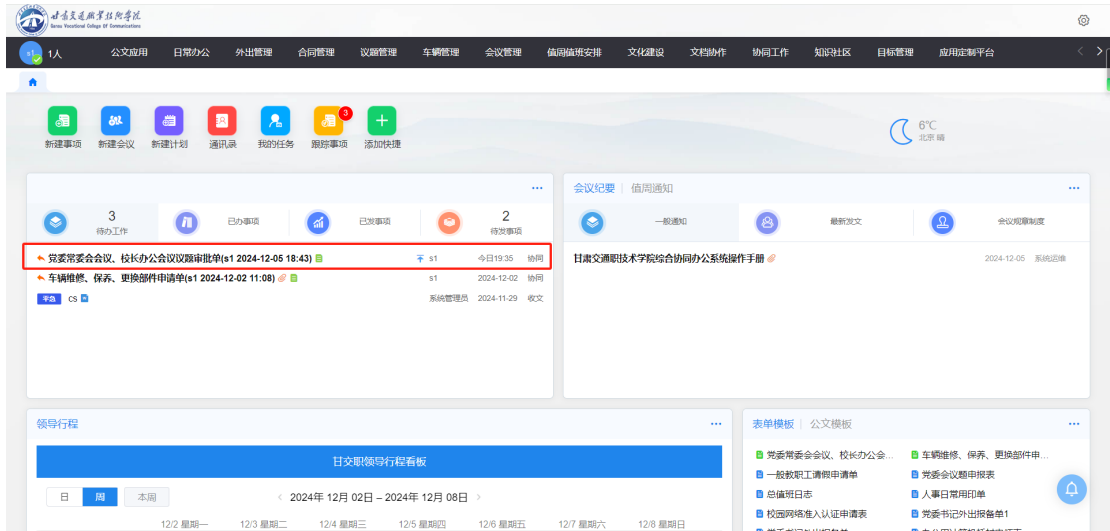 甘肃交通职业技术学院
Gansu Vocational College Of Communications
s1 1人 公文应用 日常办公 外出管理 合同管理 议题管理 车辆管理 会议管理 值周值班安排 文化建设 文档协作 协同工作 知识社区 目标管理 应用定制平台
3
新建事项 新建会议 新建计划 通讯录 我的任务 跟踪事项 添加快捷
6℃
北京 晴
会议纪要 值周通知
3
待办工作
已办事项
已发事项
2
待发事项
一般通知
最新发文
会议规章制度
党委常委会会议、校长办公会议议题审批单(s1 2024-12-05 18:43) s1 今日19:35 协同
车辆维修、保养、更换部件申请单(s1 2024-12-02 11:08) s1 2024-12-02 协同
平急 cs 系统管理员 2024-11-29 收文
甘肃交通职技术学院综合协同办公系统操作手册 2024-12-05 系统运维
领导行程
甘交职领导行程看板
日 周 本周 2024年 12月 02日 – 2024年 12月 08日
12/2 星期一 12/3 星期二 12/4 星期三 12/5 星期四 12/6 星期五 12/7 星期六 12/8 星期日
表单模板 公文模板
党委常委会会议、校长办公会... 车辆维修、保养、更换部件申...
一般教职工请假申请单 党委会议题申报表
总值班日志 人事日常用印单
校园网络准入认证申请表 党委书记外出报备单1